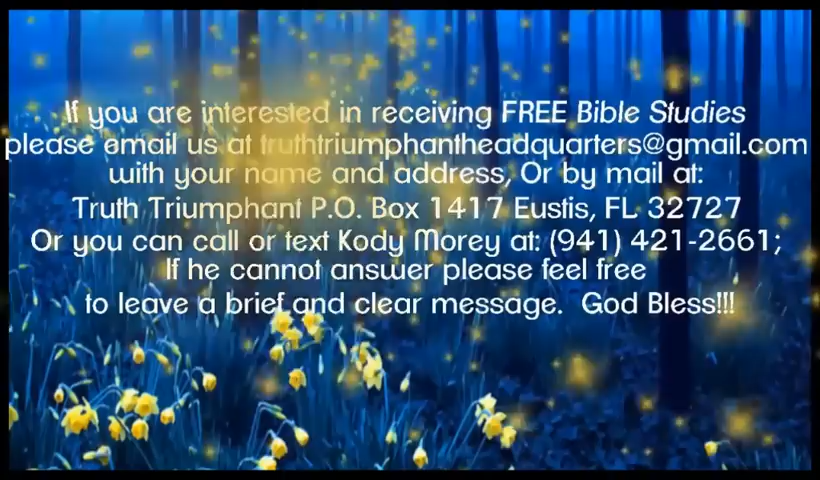 If you are interested in receiving FREE Bible Studies
please email us at truthtriumphantheadquarters@gmail.com
with your name and address, Or by mail at:
Truth Triumphant P.O. Box 1417 Eustis, FL 32727
Or you can call or text Kody Morey at: (941) 421-2661;
If he cannot answer please feel free
to leave a brief and clear message. God Bless!!!